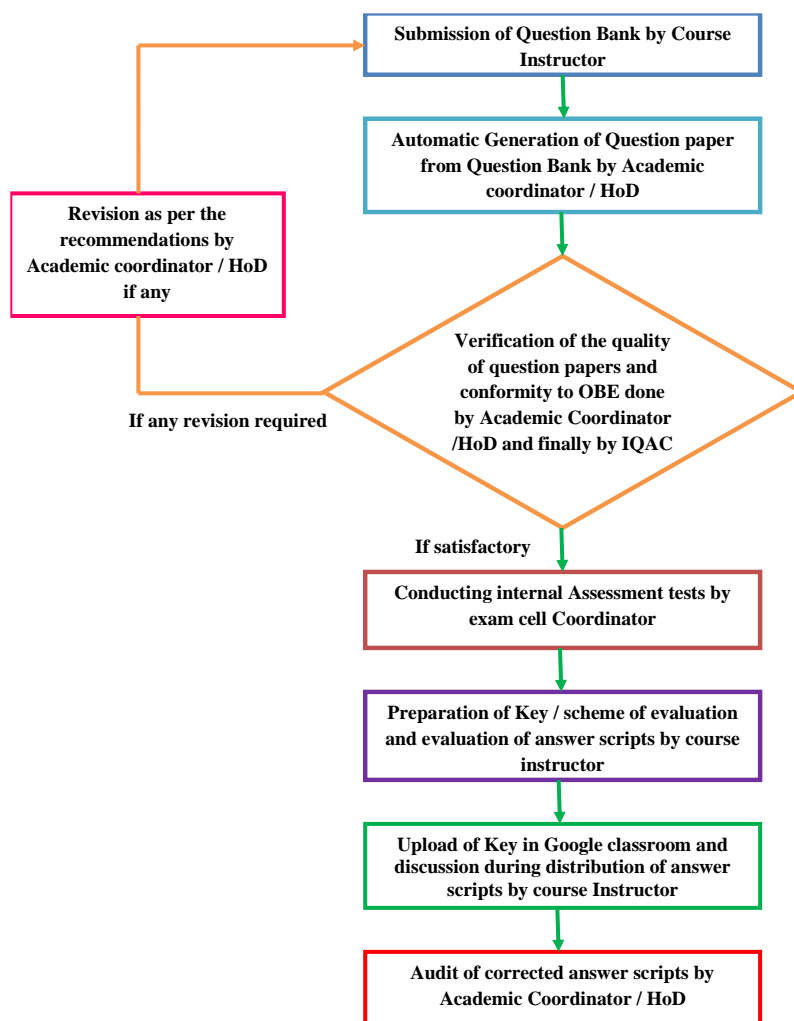 Submission of Question Bank by Course
Instructor
Automatic Generation of Question paper
from Question Bank by Academic
coordinator / HoD
Revision as per the
recommendations by
Academic coordinator / HoD
if any
Verification of the quality
of question papers and
conformity to OBE done
by Academic Coordinator
/HoD and finally by IQAC
If any revision required
If satisfactory
Conducting internal Assessment tests by
exam cell Coordinator
Preparation of Key / scheme of evaluation
and evaluation of answer scripts by course
instructor
Upload of Key in Google classroom and
discussion during distribution of answer
scripts by course Instructor
Audit of corrected answer scripts by
Academic Coordinator / HoD